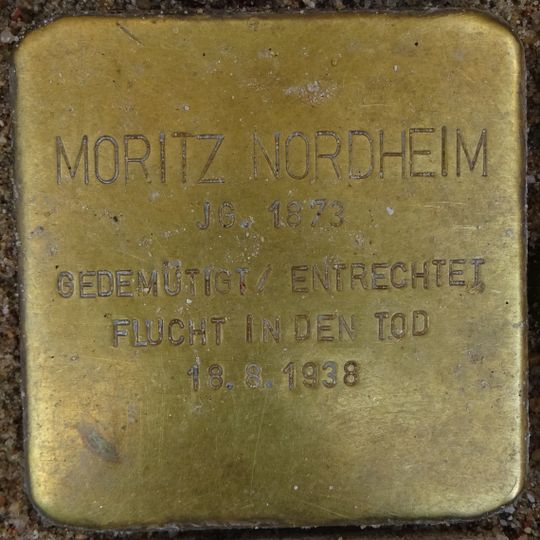 MORITZ NORDHEIM
JG. 1873
GEDEMÜTIGT/ ENTRECHTET
FLUCHT IN DEN TOD
18.8.1938